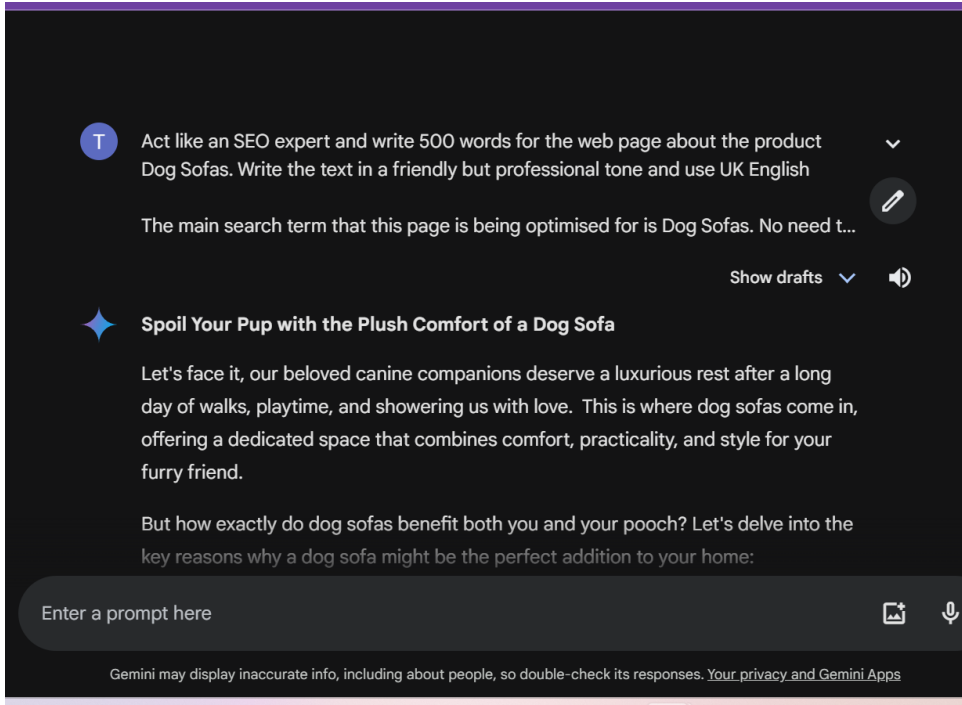 T
Act like an SEO expert and write 500 words for the web page about the product
Dog Sofas. Write the text in a friendly but professional tone and use UK English
The main search term that this page is being optimised for is Dog Sofas. No need t...
Show drafts
Spoil Your Pup with the Plush Comfort of a Dog Sofa
Let's face it, our beloved canine companions deserve a luxurious rest after a long
day of walks, playtime, and showering us with love. This is where dog sofas come in,
offering a dedicated space that combines comfort, practicality, and style for your
furry friend.
But how exactly do dog sofas benefit both you and your pooch? Let's delve into the
key reasons why a dog sofa might be the perfect addition to your home:
Enter a prompt here
Gemini may display inaccurate info, including about people, so double-check its responses. Your privacy and Gemini Apps